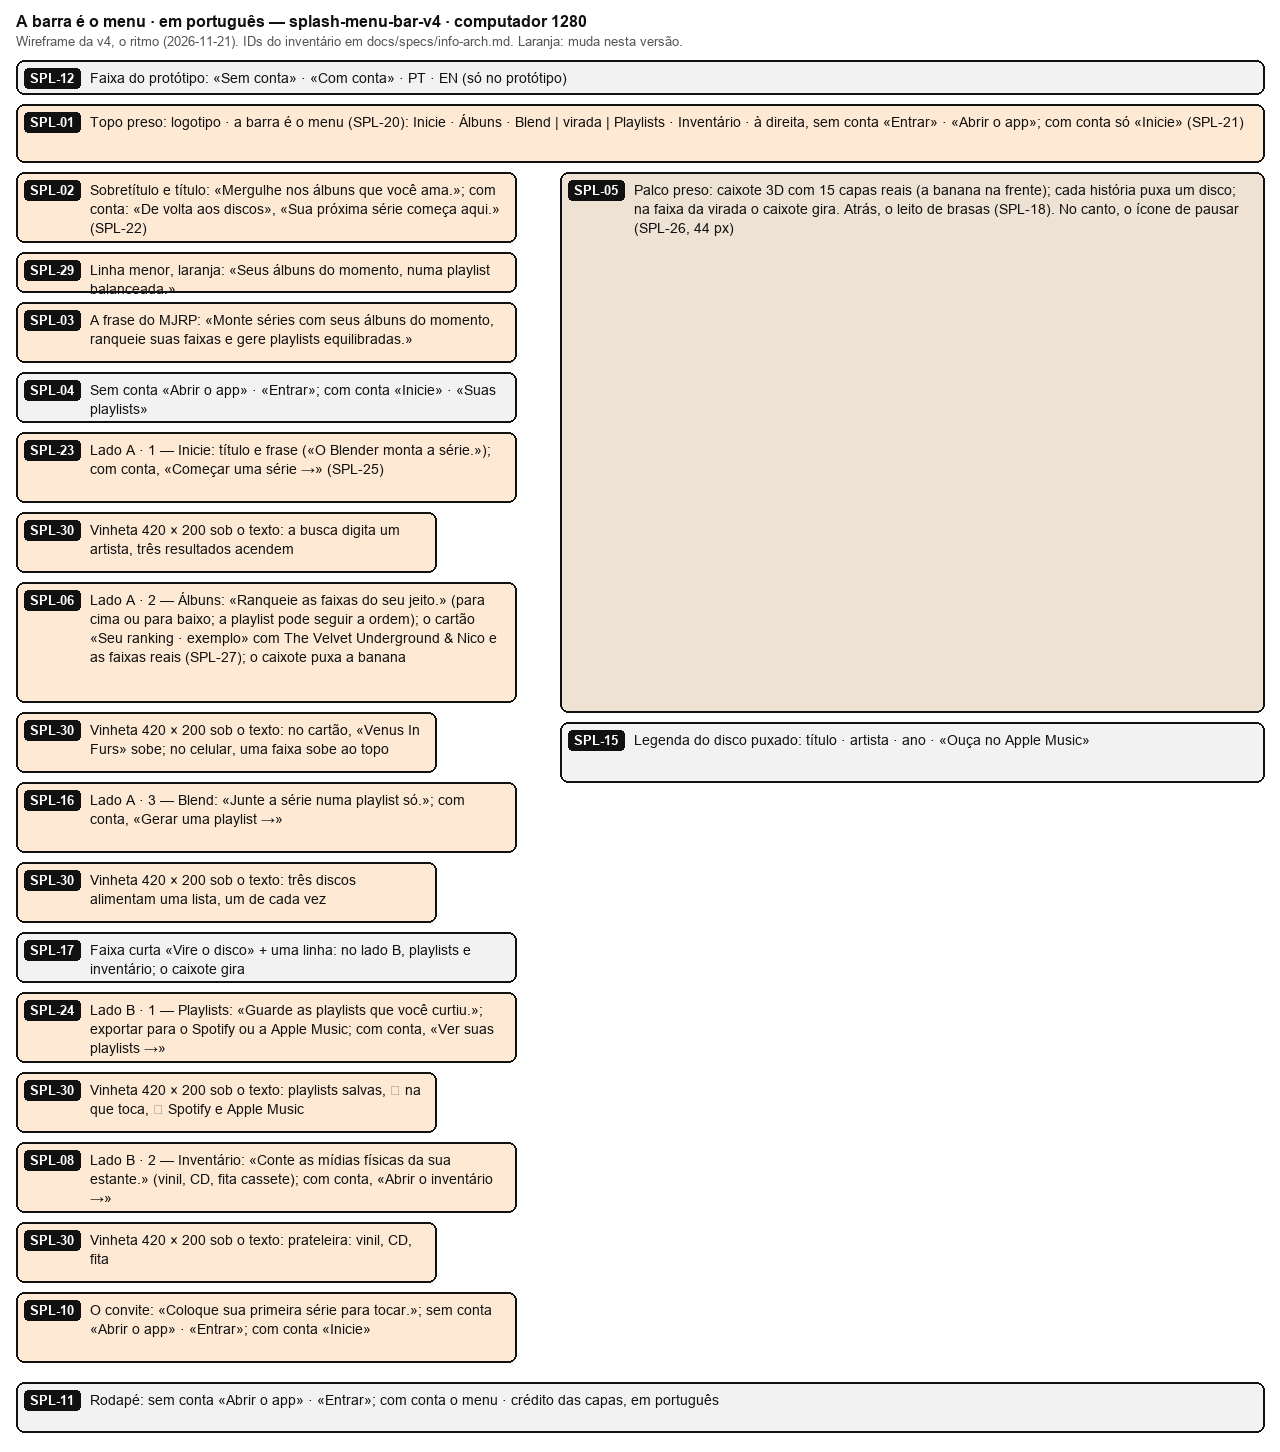 A barra é o menu · em português — splash-menu-bar-v4 · computador 1280
Wireframe da v4, o ritmo (2026-11-21). IDs do inventário em docs/specs/info-arch.md. Laranja: muda nesta versão.
SPL-12 Faixa do protótipo: «Sem conta» · «Com conta» · PT · EN (só no protótipo)
SPL-01 Topo preso: logotipo · a barra é o menu (SPL-20): Inicie · Álbuns · Blend | virada | Playlists · Inventário · à direita, sem conta «Entrar» · «Abrir o app»; com conta só «Inicie» (SPL-21)
SPL-02 Sobretítulo e título: «Mergulhe nos álbuns que você ama.»; com
conta: «De volta aos discos», «Sua próxima série começa aqui.»
(SPL-22)
SPL-29 Linha menor, laranja: «Seus álbuns do momento, numa playlist
balanceada.»
SPL-03 A frase do MJRP: «Monte séries com seus álbuns do momento,
ranqueie suas faixas e gere playlists equilibradas.»
SPL-04 Sem conta «Abrir o app» · «Entrar»; com conta «Inicie» · «Suas
playlists»
SPL-23 Lado A · 1 — Inicie: título e frase («O Blender monta a série.»);
com conta, «Começar uma série →» (SPL-25)
SPL-30 Vinheta 420 × 200 sob o texto: a busca digita um
artista, três resultados acendem
SPL-06 Lado A · 2 — Álbuns: «Ranqueie as faixas do seu jeito.» (para
cima ou para baixo; a playlist pode seguir a ordem); o cartão
«Seu ranking · exemplo» com The Velvet Underground & Nico e
as faixas reais (SPL-27); o caixote puxa a banana
SPL-30 Vinheta 420 × 200 sob o texto: no cartão, «Venus In
Furs» sobe; no celular, uma faixa sobe ao topo
SPL-16 Lado A · 3 — Blend: «Junte a série numa playlist só.»; com
conta, «Gerar uma playlist →»
SPL-30 Vinheta 420 × 200 sob o texto: três discos
alimentam uma lista, um de cada vez
SPL-17 Faixa curta «Vire o disco» + uma linha: no lado B, playlists e
inventário; o caixote gira
SPL-24 Lado B · 1 — Playlists: «Guarde as playlists que você curtiu.»;
exportar para o Spotify ou a Apple Music; com conta, «Ver suas
playlists →»
SPL-30 Vinheta 420 × 200 sob o texto: playlists salvas, na
que toca, Spotify e Apple Music
SPL-08 Lado B · 2 — Inventário: «Conte as mídias físicas da sua
estante.» (vinil, CD, fita cassete); com conta, «Abrir o inventário
→»
SPL-30 Vinheta 420 × 200 sob o texto: prateleira: vinil, CD,
fita
SPL-10 O convite: «Coloque sua primeira série para tocar.»; sem conta
«Abrir o app» · «Entrar»; com conta «Inicie»
SPL-05 Palco preso: caixote 3D com 15 capas reais (a banana na frente); cada história puxa um disco;
na faixa da virada o caixote gira. Atrás, o leito de brasas (SPL-18). No canto, o ícone de pausar
(SPL-26, 44 px)
SPL-15 Legenda do disco puxado: título · artista · ano · «Ouça no Apple Music»
SPL-11 Rodapé: sem conta «Abrir o app» · «Entrar»; com conta o menu · crédito das capas, em português